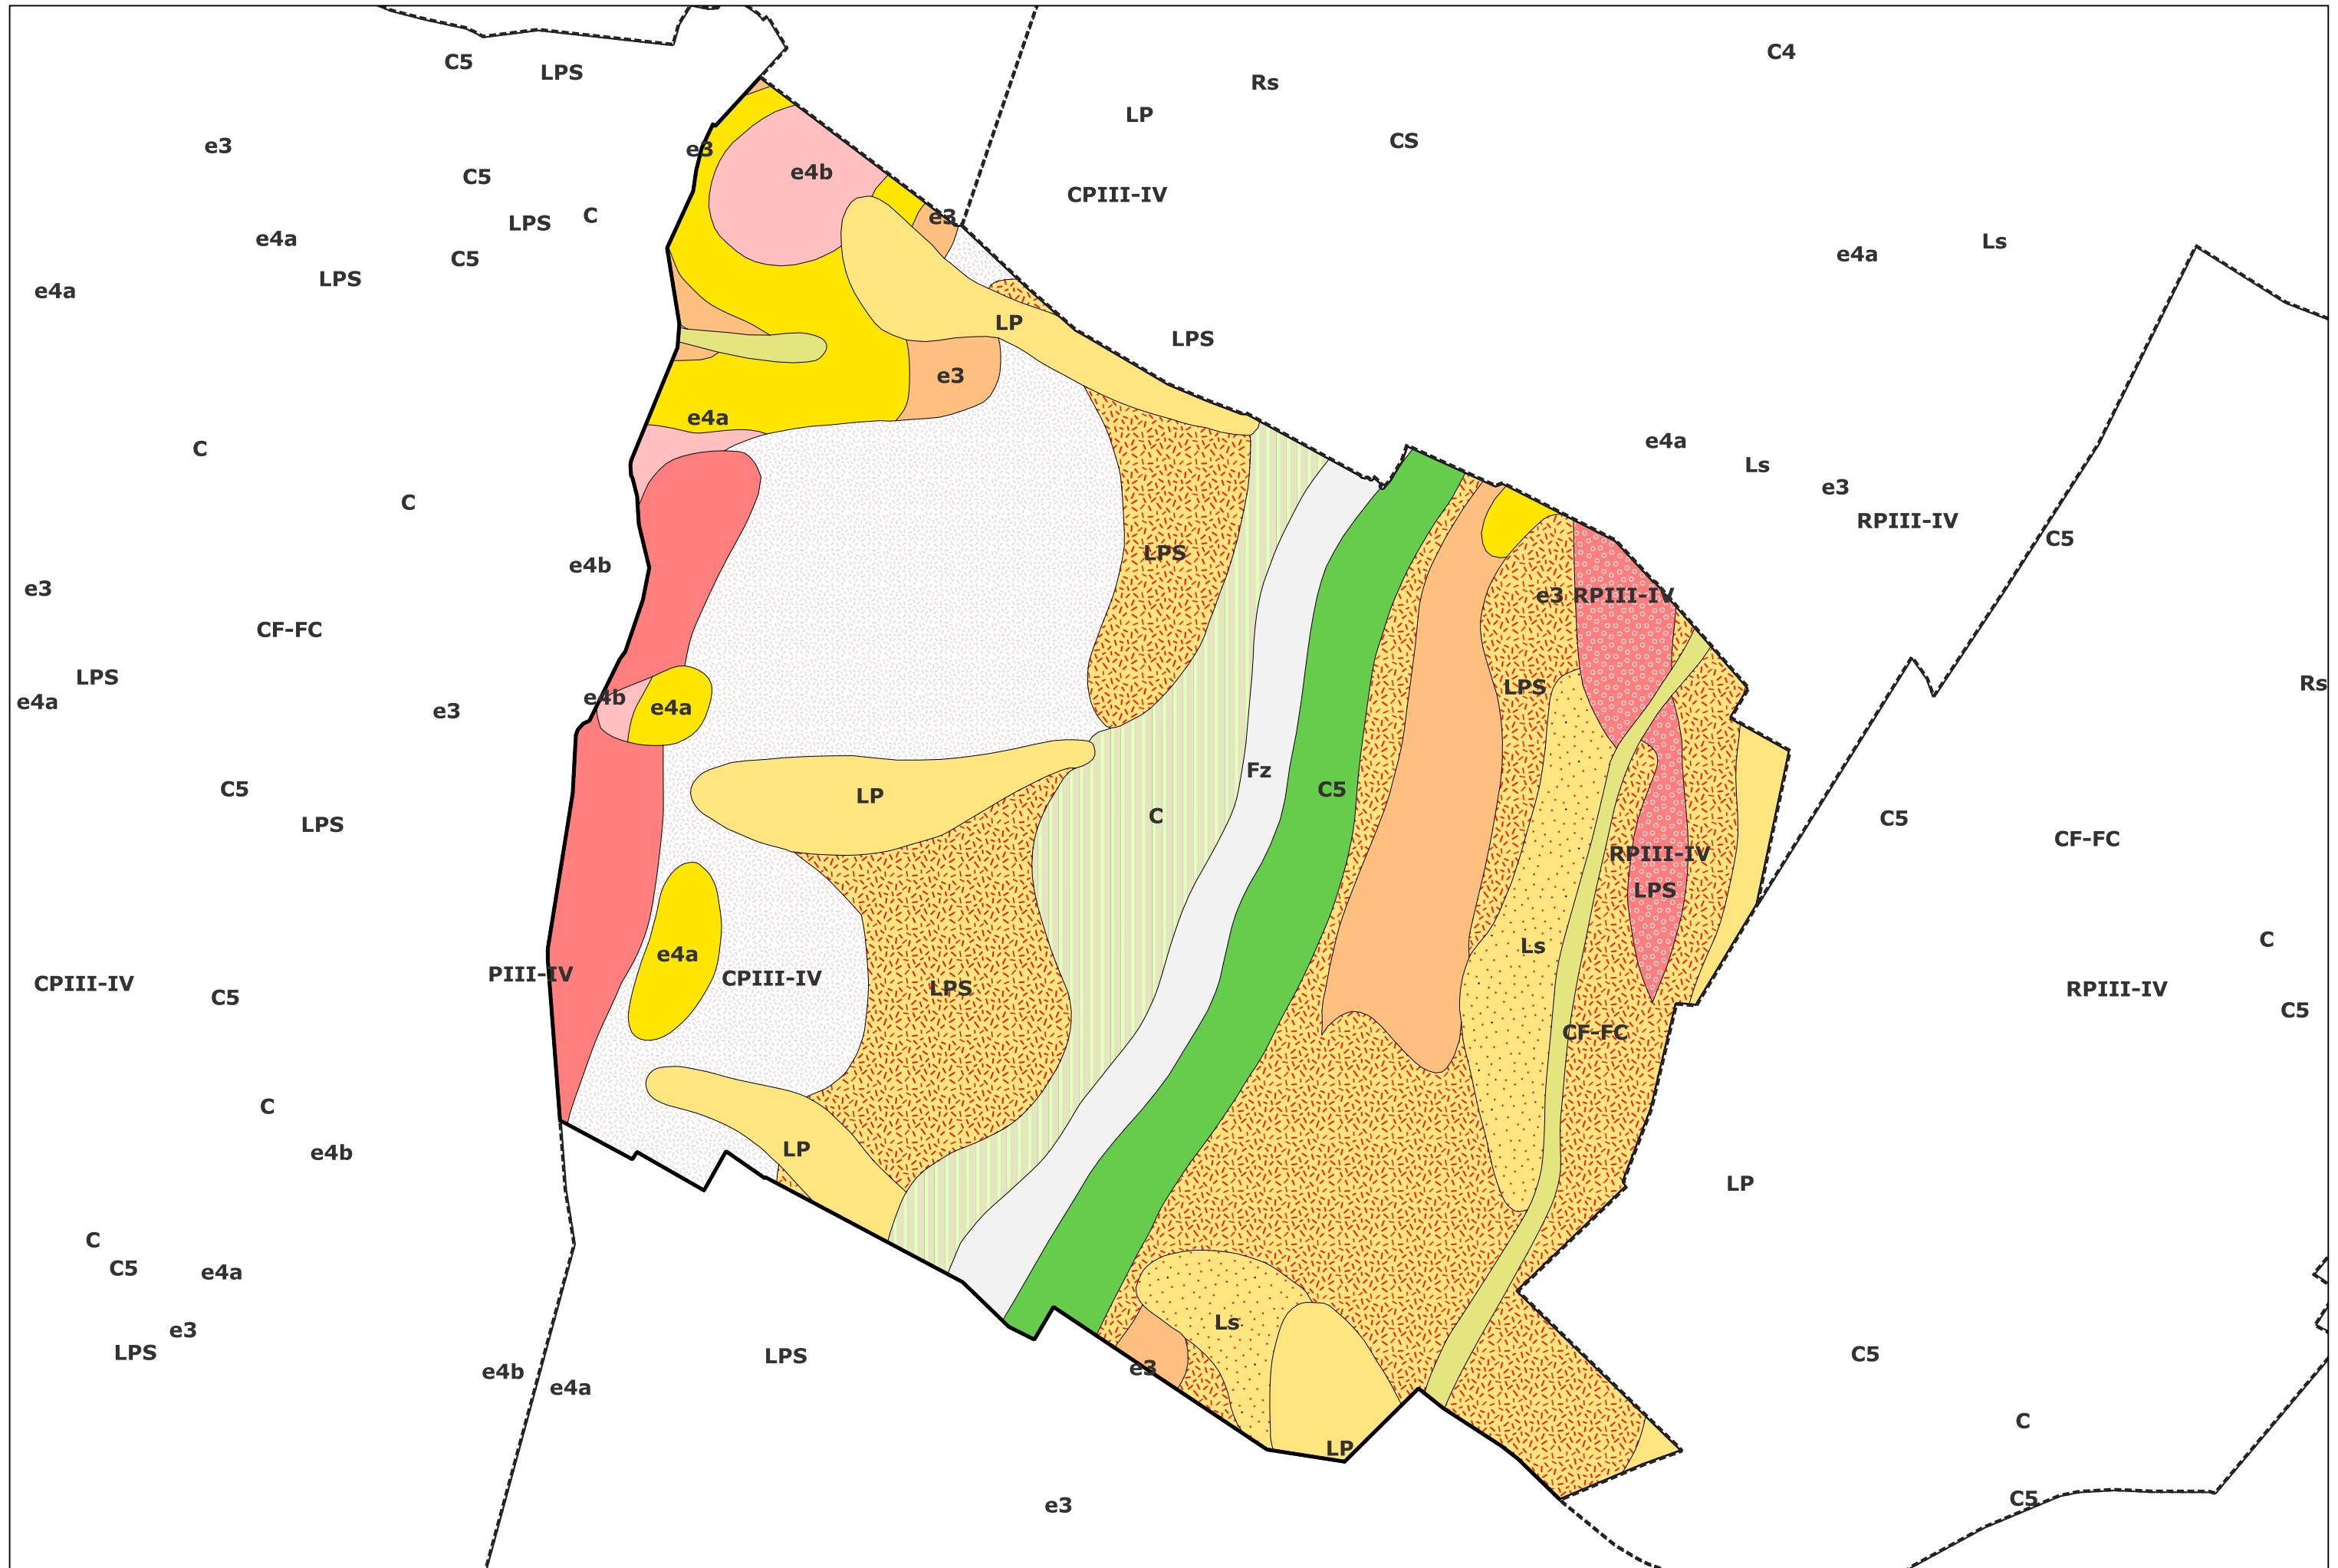 C4
C5
LPS
Rs
LP
CS
e3
e3
e4b
C5
CPIII-IV
C
LPS
e3
e4a
Ls
e4a
C5
LPS
e4a
LP
LPS
e3
e4a
e4a
C
Ls
e3
C
RPIII-IV
C5
LPS
e4b
e3
e3 RPIII-IV
CF-FC
LPS
LPS
Rs
e4b
e4a
e4a
e3
Fz
C5
C5
LP
C
C5
LPS
CF-FC
RPIII-IV
LPS
C
Ls
e4a
PIII-IV
CPIII-IV
CPIII-IV
LPS
RPIII-IV
C5
C5
CF-FC
C
LP
e4b
LP
C
C5
e4a
Ls
e3
LPS
LPS
C5
e3
e4b
e4a
C
LP
C5
e3